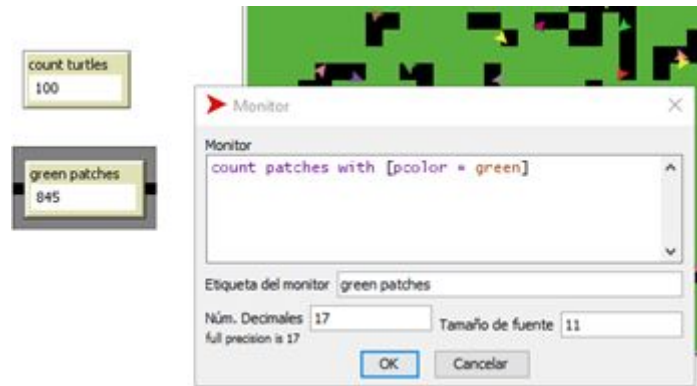 count turtles
100
green patches
845
Monitor
Monitor
count patches with [pcolor = green]
Etiqueta del monitor green patches
Núm. Decimales 17
full precision is 17
Tamaño de fuente 11
OK Cancelar